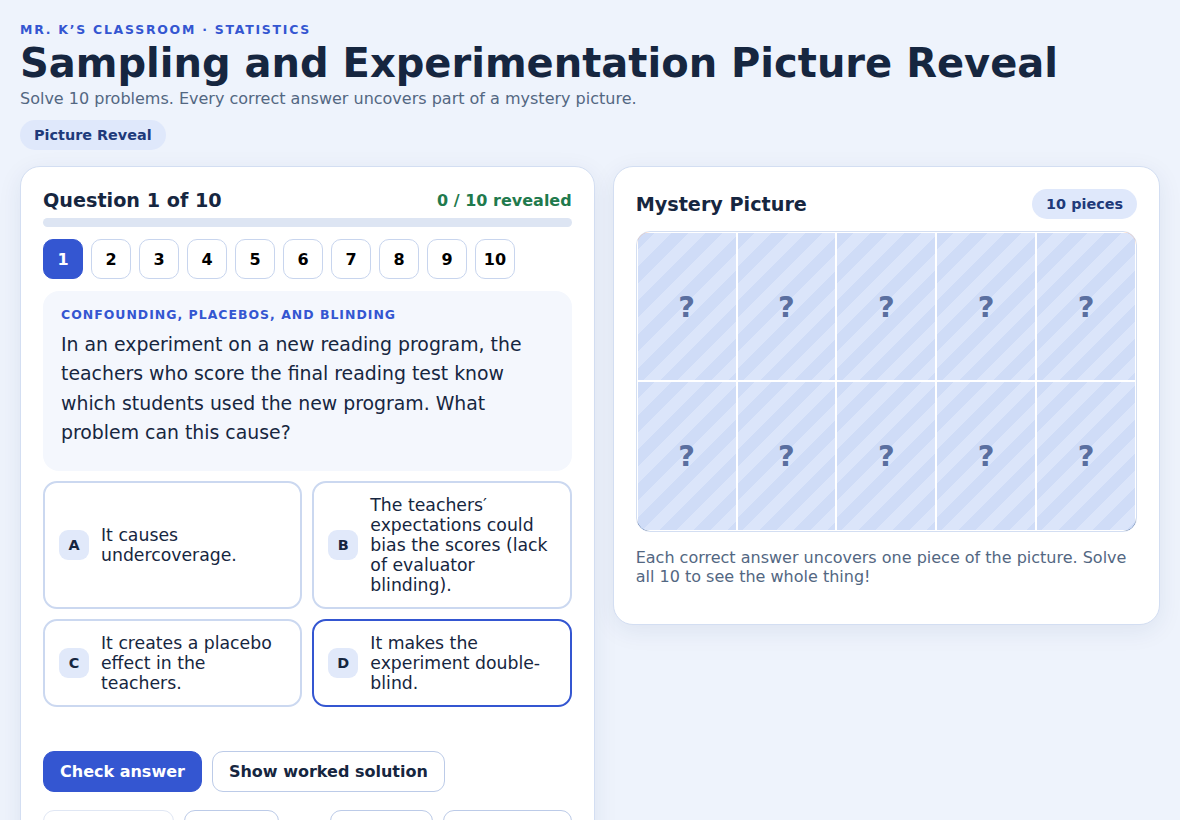 MR. K’S CLASSROOM · STATISTICS
Sampling and Experimentation Picture Reveal
Solve 10 problems. Every correct answer uncovers part of a mystery picture.
Picture Reveal
Question 1 of 10
0 / 10 revealed
1 2 3 4 5 6 7 8 9 10
CONFOUNDING, PLACEBOS, AND BLINDING
In an experiment on a new reading program, the
teachers who score the final reading test know
which students used the new program. What
problem can this cause?
A
It causes
undercoverage.
B
The teachers′
expectations could
bias the scores (lack
of evaluator
blinding).
C
It creates a placebo
effect in the
teachers.
D
It makes the
experiment double-
blind.
Check answer
Show worked solution
Mystery Picture
10 pieces
? ? ? ? ?
? ? ? ? ?
Each correct answer uncovers one piece of the picture. Solve
all 10 to see the whole thing!